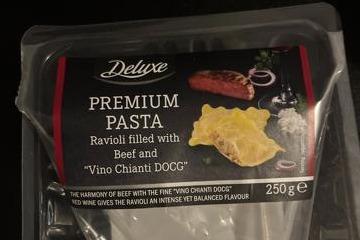 Deluxe
PREMIUM
PASTA
Ravioli filled with
Beef and
"Vino Chianti DOCG"
250g e
THE HARMONY OF BEEF WITH THE FINE "VINO CHIANTI DOCG"
RED WINE GIVES THE RAVIOLI AN INTENSE YET BALANCED FLAVOUR